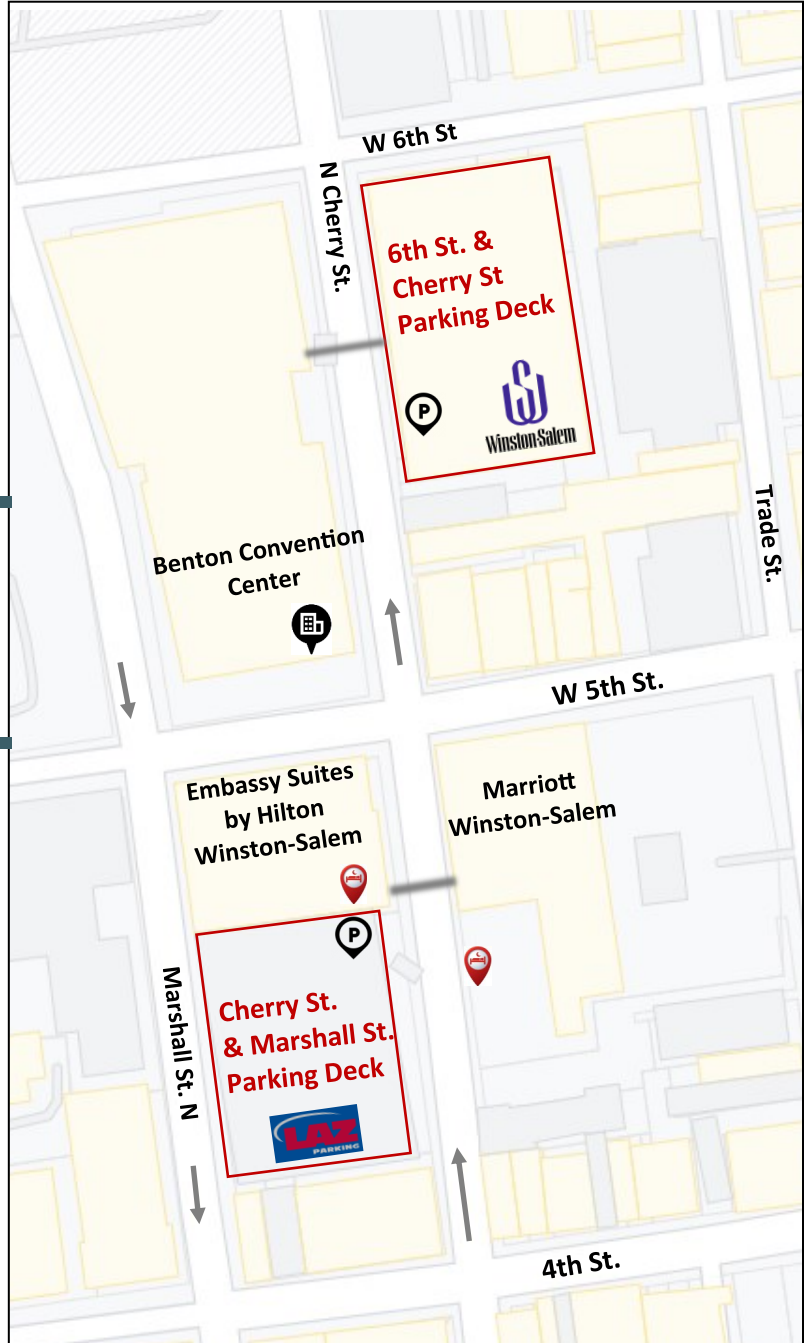 W 6th St
N Cherry St.
6th St. &
Cherry St
Parking Deck
P
Winston-Salem
Trade St.
Benton Convention
Center
W 5th St.
Embassy Suites
by Hilton
Winston-Salem
Marriott
Winston-Salem
P
Marshall St. N
Cherry St.
& Marshall St.
Parking Deck
LAZ
PARKING
4th St.